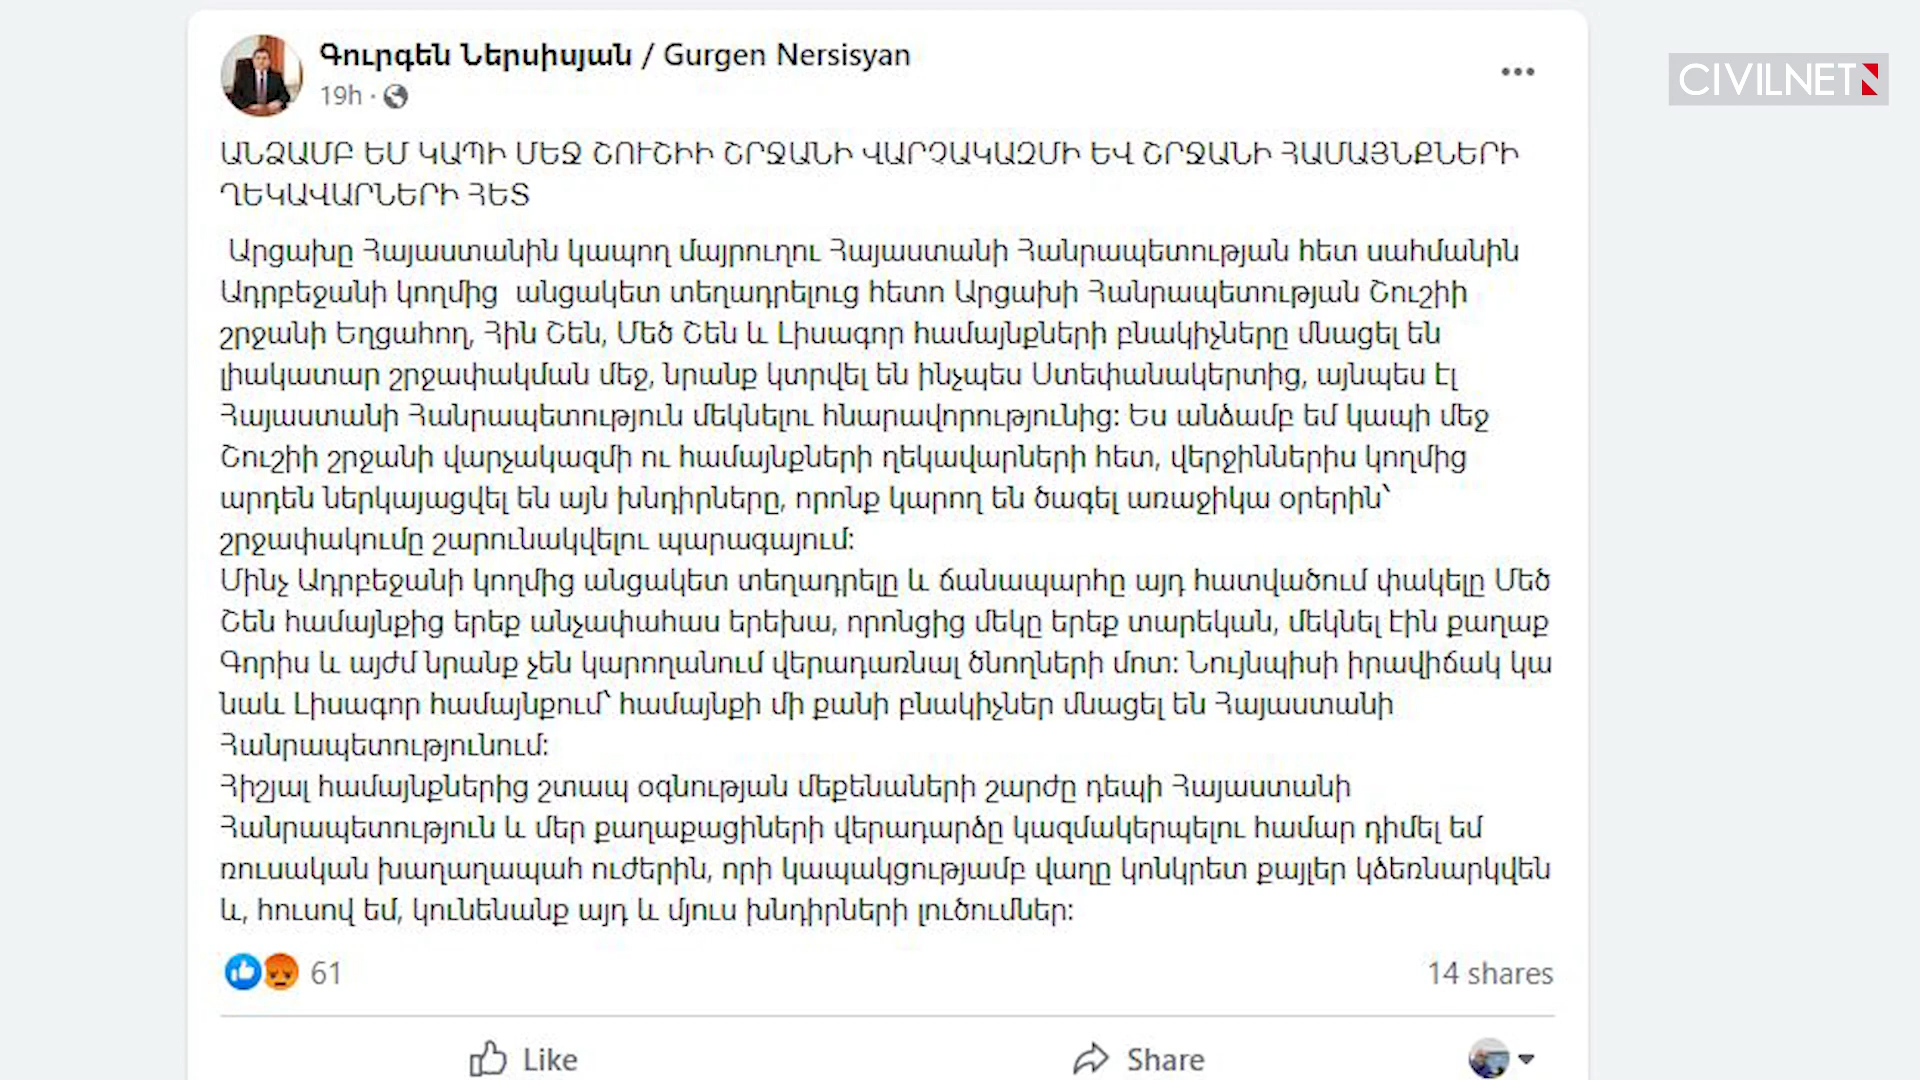 Գուրգեն Ներսիսյան / Gurgen Nersisyan
CIVILNET
19h ·
ԱՆՁԱՄԲ ԵՄ ԿԱՊԻ ՄԵՋ ՇՈՒՇԻԻ ՇՐՋԱՆԻ ՎԱՐՉԱԿԱԶՄԻ ԵՎ ՇՐՋԱՆԻ ՀԱՄԱՅՆՔՆԵՐԻ
ՂԵԿԱՎԱՐՆԵՐԻ ՀԵՏ
Արցախը Հայաստանին կապող մայրուղու Հայաստանի Հանրապետության հետ սահմանին
Ադրբեջանի կողմից անցակետ տեղադրելուց հետո Արցախի Հանրապետության Շուշիի
շրջանի Եղցահող, Հին Շեն, Մեծ Շեն և Լիսագոր համայնքների բնակիչները մնացել են
լիակատար շրջափակման մեջ, նրանք կտրվել են ինչպես Ստեփանակերտից, այնպես էլ
Հայաստանի Հանրապետություն մեկնելու հնարավորությունից: Ես անձամբ եմ կապի մեջ
Շուշիի շրջանի վարչակազմի ու համայնքների ղեկավարների հետ, վերջիններիս կողմից
արդեն ներկայացվել են այն խնդիրները, որոնք կարող են ծագել առաջիկա օրերին՝
շրջափակումը շարունակվելու պարագայում:
Մինչ Ադրբեջանի կողմից անցակետ տեղադրելը և ճանապարհը այդ հատվածում փակելը Մեծ
Շեն համայնքից երեք անչափահաս երեխա, որոնցից մեկը երեք տարեկան, մեկնել էին քաղաք
Գորիս և այժմ նրանք չեն կարողանում վերադառնալ ծնողների մոտ: Նույնպիսի իրավիճակ կա
նաև Լիսագոր համայնքում՝ համայնքի մի քանի բնակիչներ մնացել են Հայաստանի
Հանրապետությունում:
Հիշյալ համայնքներից շտապ օգնության մեքենաների շարժը դեպի Հայաստանի
Հանրապետություն և մեր քաղաքացիների վերադարձը կազմակերպելու համար դիմել եմ
ռուսական խաղաղապահ ուժերին, որի կապակցությամբ վաղը կոնկրետ քայլեր կձեռնարկվեն
և, հուսով եմ, կունենանք այդ և մյուս խնդիրների լուծումներ:
61
14 shares
Like
Share